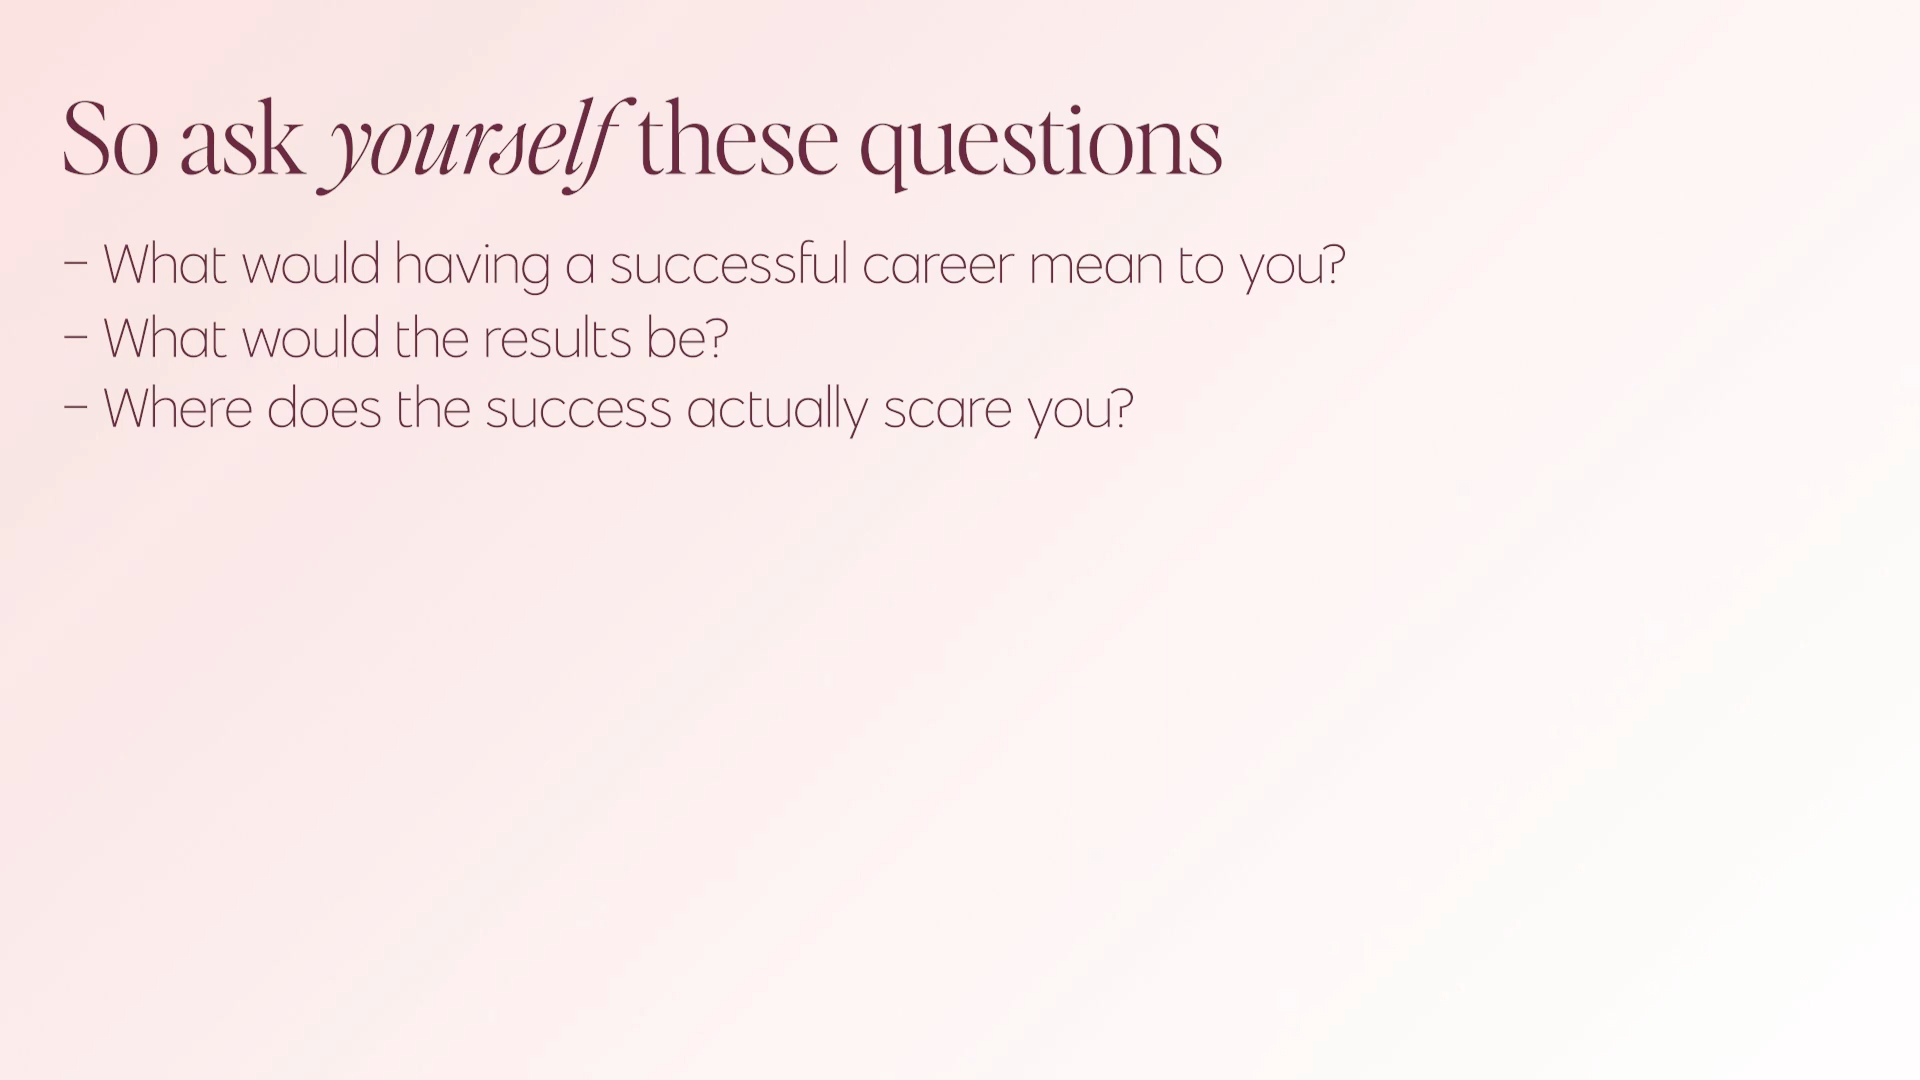 So ask yourself these questions
– What would having a successful career mean to you?
– What would the results be?
– Where does the success actually scare you?